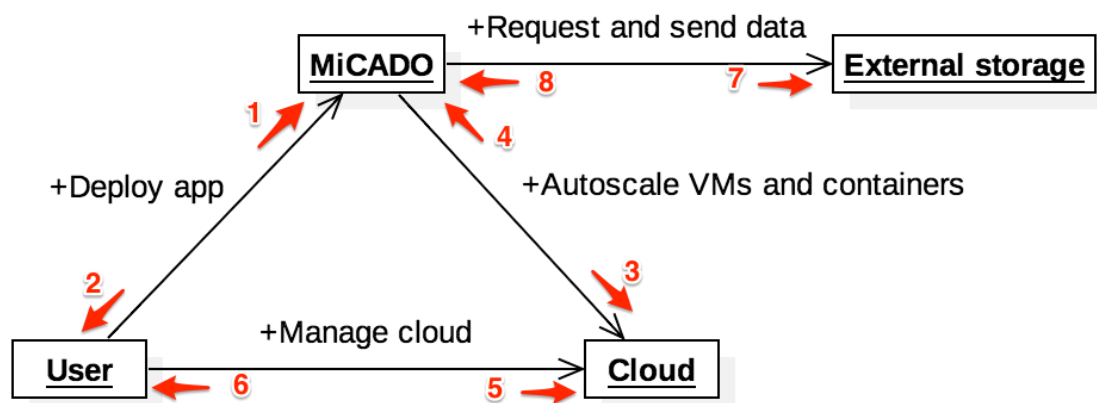 +Request and send data
MiCADO
External storage
8
7
1
4
+Deploy app
+Autoscale VMs and containers
2
3
+Manage cloud
User
Cloud
6
5